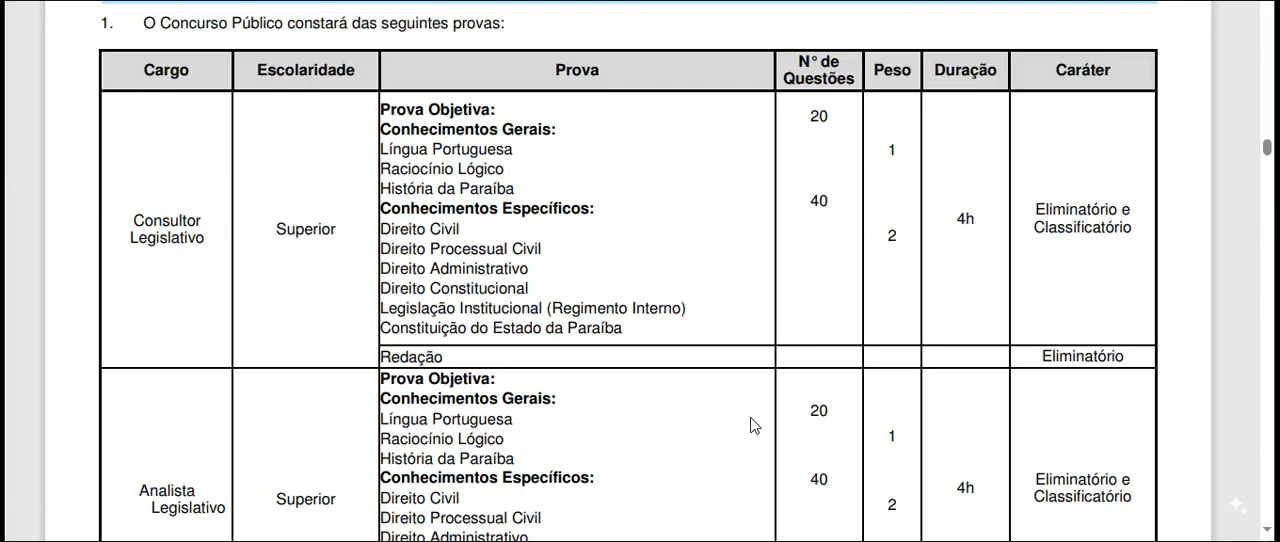 1. O Concurso Público constará das seguintes provas:
Cargo Escolaridade Prova N° de Questões Peso Duração Caráter
Consultor Legislativo
Superior
Prova Objetiva:
Conhecimentos Gerais:
Língua Portuguesa
Raciocínio Lógico
História da Paraíba
Conhecimentos Específicos:
Direito Civil
Direito Processual Civil
Direito Administrativo
Direito Constitucional
Legislação Institucional (Regimento Interno)
Constituição do Estado da Paraíba
20
40
1
2
4h
Eliminatório e
Classificatório
Redação
Eliminatório
Analista
Legislativo
Superior
Prova Objetiva:
Conhecimentos Gerais:
Língua Portuguesa
Raciocínio Lógico
História da Paraíba
Conhecimentos Específicos:
Direito Civil
Direito Processual Civil
Direito Administrativo
20
40
1
2
4h
Eliminatório e
Classificatório